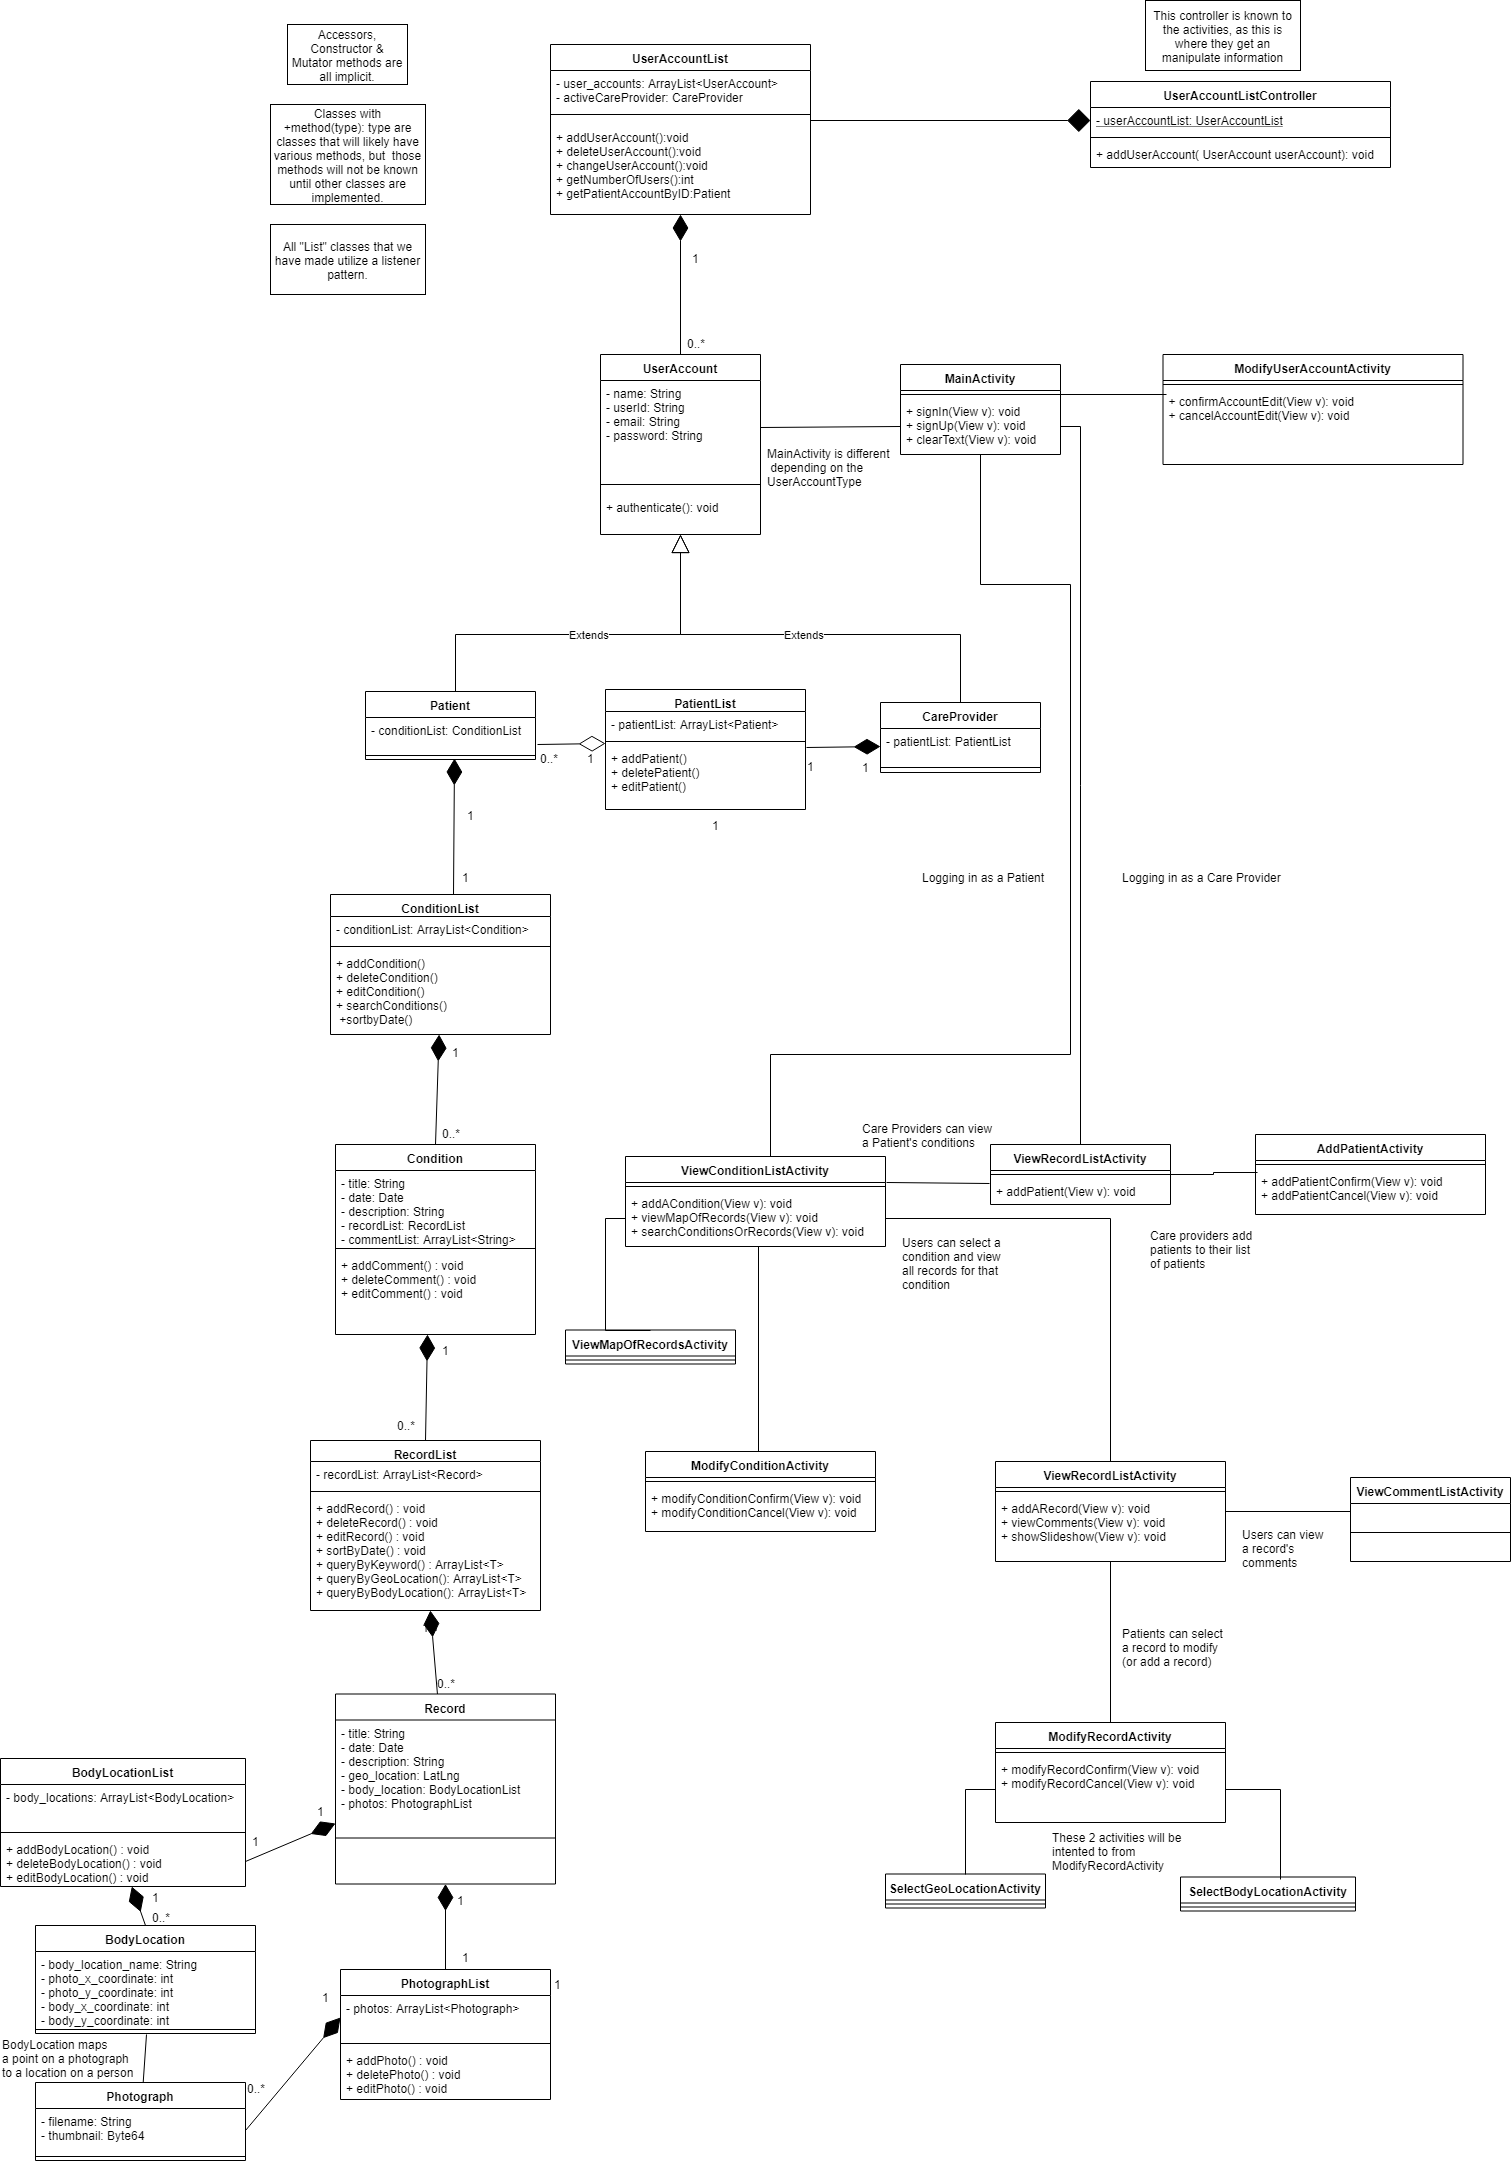 Accessors,
Constructor &
Mutator methods are
all implicit.
Classes with
+method(type): type are
classes that will likely have
various methods, but those
methods will not be known
until other classes are
implemented.
All "List" classes that we
have made utilize a listener
pattern.
UserAccountList
- user_accounts: ArrayList<UserAccount>
- activeCareProvider: CareProvider
+ addUserAccount():void
+ deleteUserAccount():void
+ changeUserAccount():void
+ getNumberOfUsers():int
+ getPatientAccountByID:Patient
This controller is known to
the activities, as this is
where they get an
manipulate information
UserAccountListController
- userAccountList: UserAccountList
+ addUserAccount( UserAccount userAccount): void
1
0..*
UserAccount
- name: String
- userId: String
- email: String
- password: String
+ authenticate(): void
MainActivity
+ signIn(View v): void
+ signUp(View v): void
+ clearText(View v): void
MainActivity is different
depending on the
UserAccountType
ModifyUserAccountActivity
+ confirmAccountEdit(View v): void
+ cancelAccountEdit(View v): void
Extends
Extends
Patient
- conditionList: ConditionList
0..*
1
PatientList
- patientList: ArrayList<Patient>
+ addPatient()
+ deletePatient()
+ editPatient()
1
1
1
CareProvider
- patientList: PatientList
1
1
Logging in as a Patient
Logging in as a Care Provider
ConditionList
- conditionList: ArrayList<Condition>
+ addCondition()
+ deleteCondition()
+ editCondition()
+ searchConditions()
+sortbyDate()
1
0..*
Condition
- title: String
- date: Date
- description: String
- recordList: RecordList
- commentList: ArrayList<String>
+ addComment() : void
+ deleteComment() : void
+ editComment() : void
Care Providers can view
a Patient's conditions
ViewConditionListActivity
+ addACondition(View v): void
+ viewMapOfRecords(View v): void
+ searchConditionsOrRecords(View v): void
ViewRecordListActivity
+ addPatient(View v): void
AddPatientActivity
+ addPatientConfirm(View v): void
+ addPatientCancel(View v): void
Users can select a
condition and view
all records for that
condition
Care providers add
patients to their list
of patients
ViewMapOfRecordsActivity
1
0..*
RecordList
- recordList: ArrayList<Record>
+ addRecord() : void
+ deleteRecord() : void
+ editRecord() : void
+ sortByDate() : void
+ queryByKeyword() : ArrayList<T>
+ queryByGeoLocation(): ArrayList<T>
+ queryByBodyLocation(): ArrayList<T>
ModifyConditionActivity
+ modifyConditionConfirm(View v): void
+ modifyConditionCancel(View v): void
ViewRecordListActivity
+ addARecord(View v): void
+ viewComments(View v): void
+ showSlideshow(View v): void
ViewCommentListActivity
Users can view
a record's
comments
Patients can select
a record to modify
(or add a record)
0..*
Record
- title: String
- date: Date
- description: String
- geo_location: LatLng
- body_location: BodyLocationList
- photos: PhotographList
ModifyRecordActivity
+ modifyRecordConfirm(View v): void
+ modifyRecordCancel(View v): void
These 2 activities will be
intented to from
ModifyRecordActivity
SelectGeoLocationActivity
SelectBodyLocationActivity
BodyLocationList
- body_locations: ArrayList<BodyLocation>
+ addBodyLocation() : void
+ deleteBodyLocation() : void
+ editBodyLocation() : void
1
1
1
0..*
BodyLocation
- body_location_name: String
- photo_x_coordinate: int
- photo_y_coordinate: int
- body_x_coordinate: int
- body_y_coordinate: int
1
1
PhotographList
- photos: ArrayList<Photograph>
+ addPhoto() : void
+ deletePhoto() : void
+ editPhoto() : void
1
1
BodyLocation maps
a point on a photograph
to a location on a person
0..*
Photograph
- filename: String
- thumbnail: Byte64